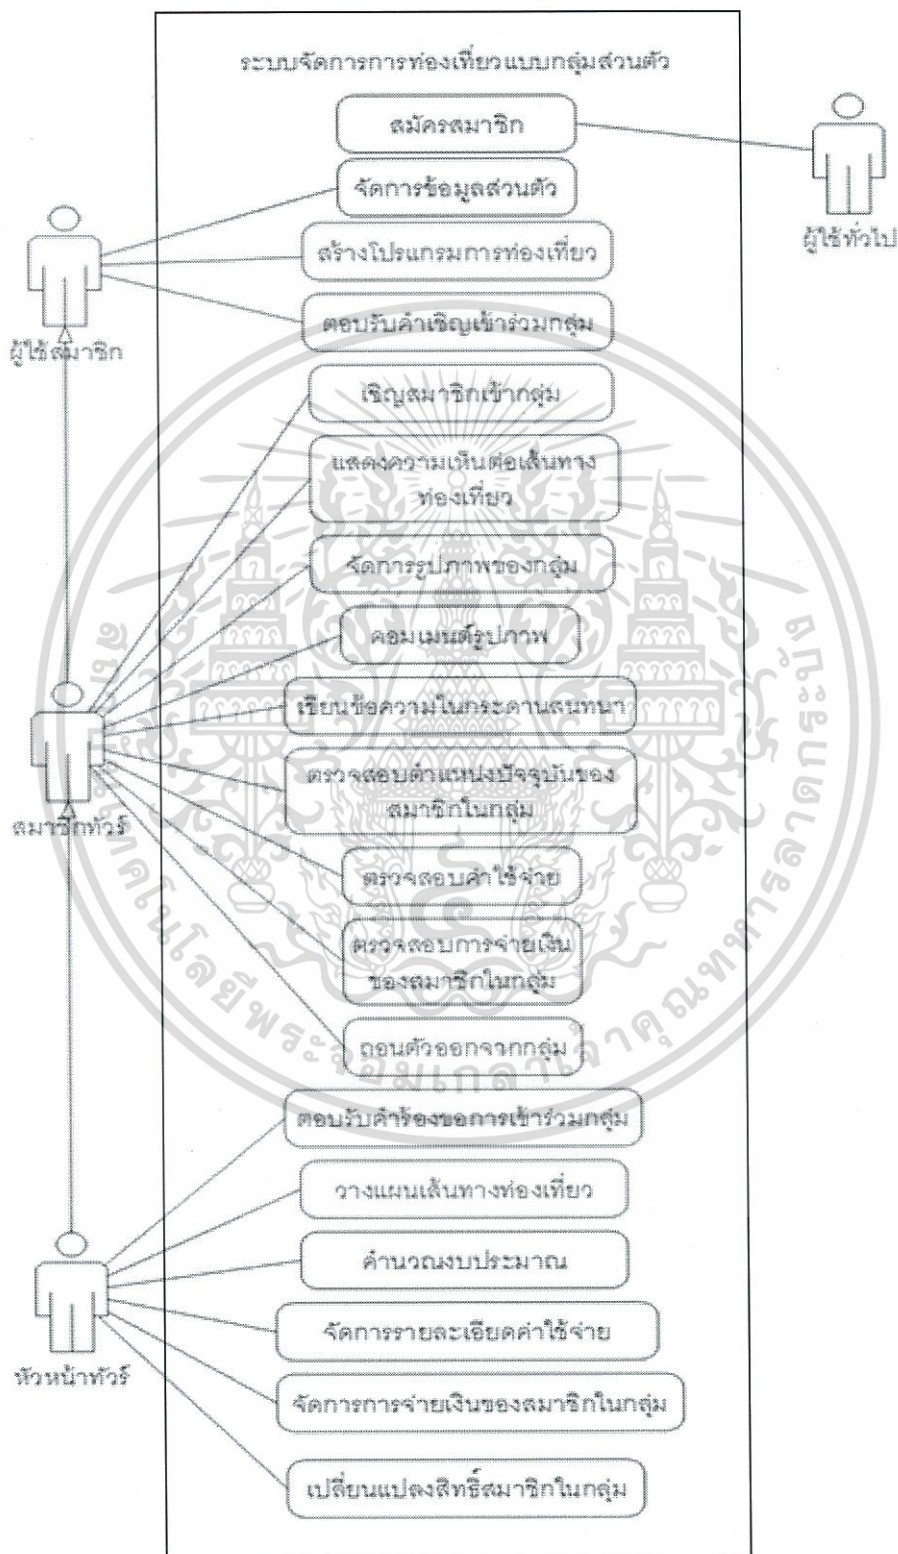 ระบบจัดการการท่องเที่ยวแบบกลุ่มส่วนตัว
สมัครสมาชิก
จัดการข้อมูลส่วนตัว
ผู้ใช้ทั่วไป
สร้างโปรแกรมการท่องเที่ยว
ตอบรับคำเชิญเข้าร่วมกลุ่ม
ผู้ใช้สมาชิก
เชิญสมาชิกเข้ากลุ่ม
แสดงความเห็นต่อเส้นทาง
ท่องเที่ยว
จัดการรูปภาพของกลุ่ม
คอมเมนต์รูปภาพ
เขียนข้อความในกระดานสนทนา
ตรวจสอบตำแหน่งปัจจุบันของ
สมาชิกในกลุ่ม
สมาชิกทัวร์
ตรวจสอบค่าใช้จ่าย
ตรวจสอบการจ่ายเงิน
ของสมาชิกในกลุ่ม
ถอนตัวออกจากกลุ่ม
ตอบรับคำร้องขอการเข้าร่วมกลุ่ม
วางแผนเส้นทางท่องเที่ยว
คำนวณงบประมาณ
จัดการรายละเอียดค่าใช้จ่าย
หัวหน้าทัวร์
จัดการการจ่ายเงินของสมาชิกในกลุ่ม
เปลี่ยนแปลงสิทธิ์สมาชิกในกลุ่ม